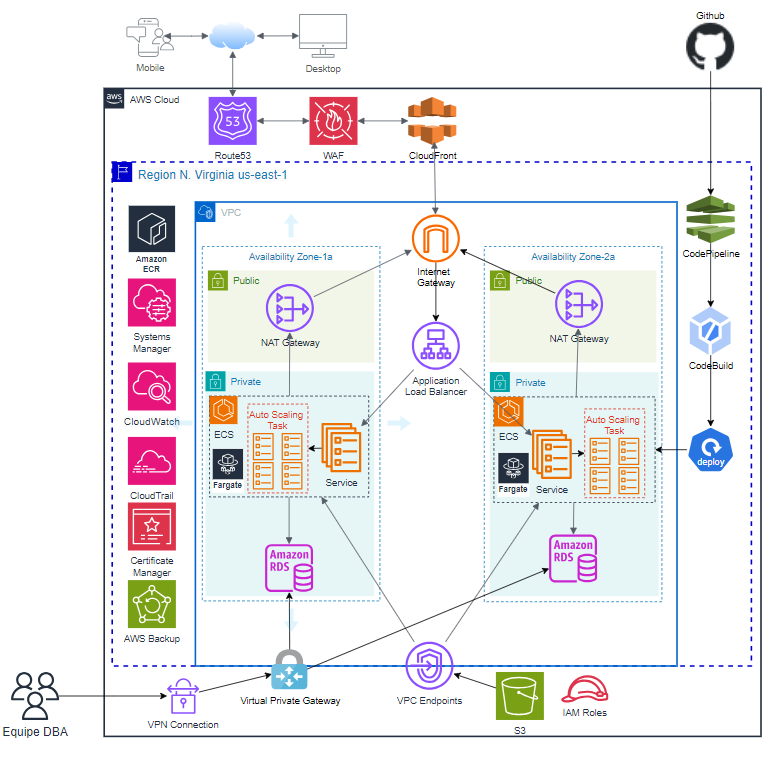 Github
Mobile
Desktop
aws
AWS Cloud
53
Route53
WAF
CloudFront
Region N. Virginia us-east-1
VPC
Amazon
ECR
Systems
Manager
CloudWatch
CloudTrail
Certificate
Manager
AWS Backup
Availability Zone-1a
Public
NAT Gateway
Private
ECS
Auto Scaling
Task
Fargate
Service
Amazon
RDS
Internet
Gateway
Application
Load Balancer
Availability Zone-2a
Public
NAT Gateway
Private
ECS
Auto Scaling
Task
Fargate
Service
Amazon
RDS
CodePipeline
CodeBuild
deploy
Equipe DBA
VPN Connection
Virtual Private Gateway
VPC Endpoints
S3
IAM Roles